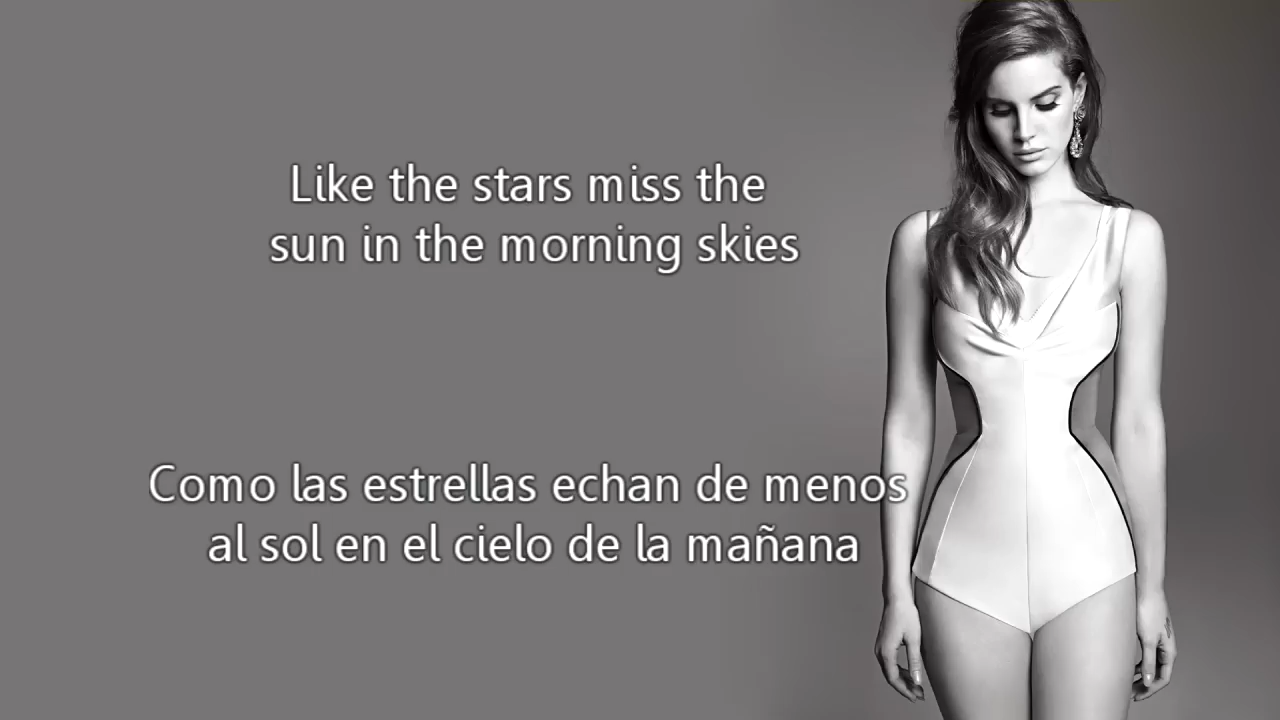 Like the stars miss the
sun in the morning skies
Como las estrellas echan de menos
al sol en el cielo de la mañana